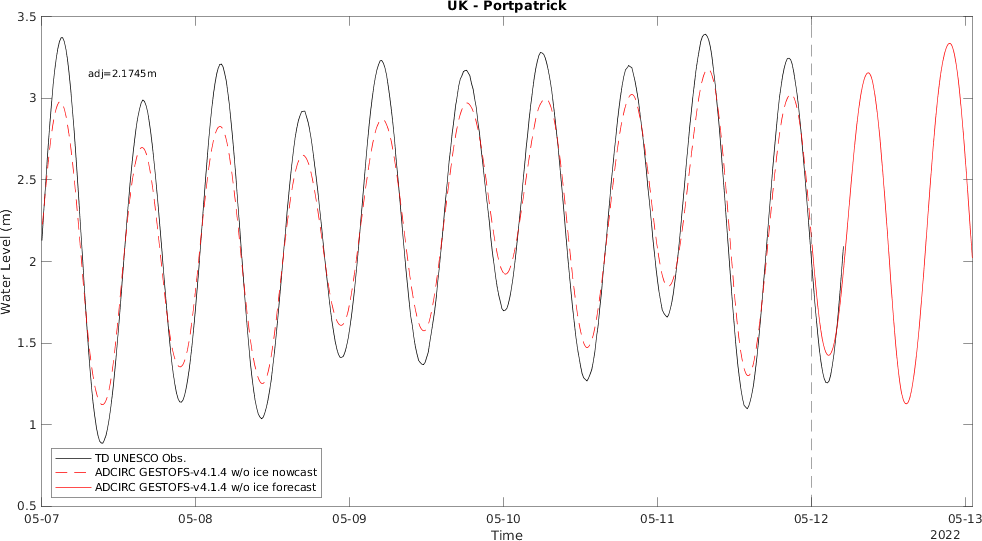 UK - Portpatrick
3.5
adj=2.1745m
3
2.5
Water Level (m)
2
1.5
1
TD UNESCO Obs.
ADCIRC GESTOFS-v4.1.4 w/o ice nowcast
ADCIRC GESTOFS-v4.1.4 w/o ice forecast
0.5
05-07 05-08 05-09 05-10 05-11 05-12 05-13
Time
2022